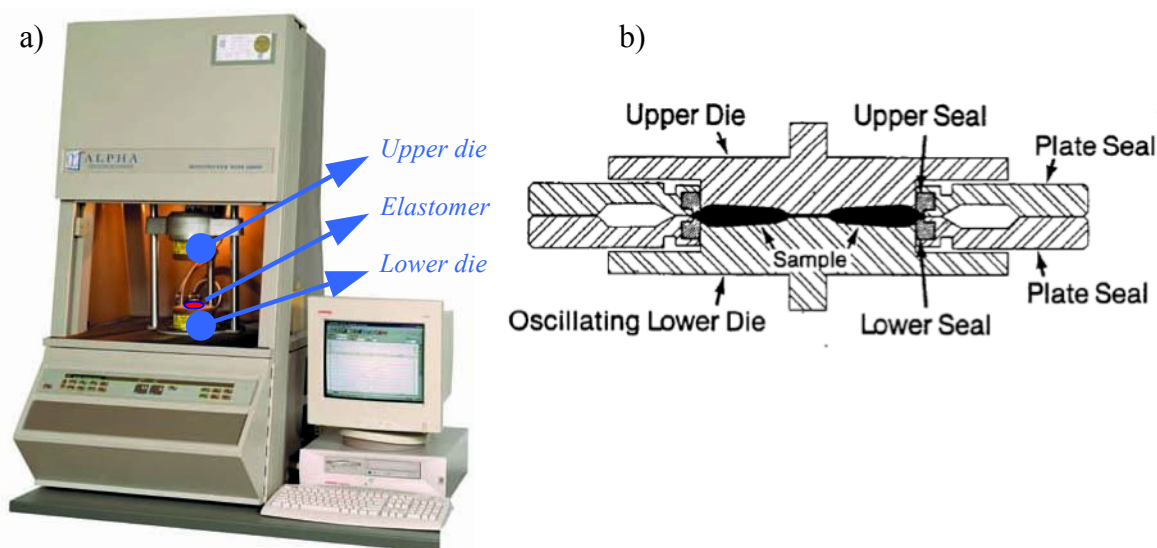 a)
ALPHA
Upper die
Elastomer
Lower die
b)
Upper Die
Upper Seal
Plate Seal
Sample
Plate Seal
Oscillating Lower Die
Lower Seal